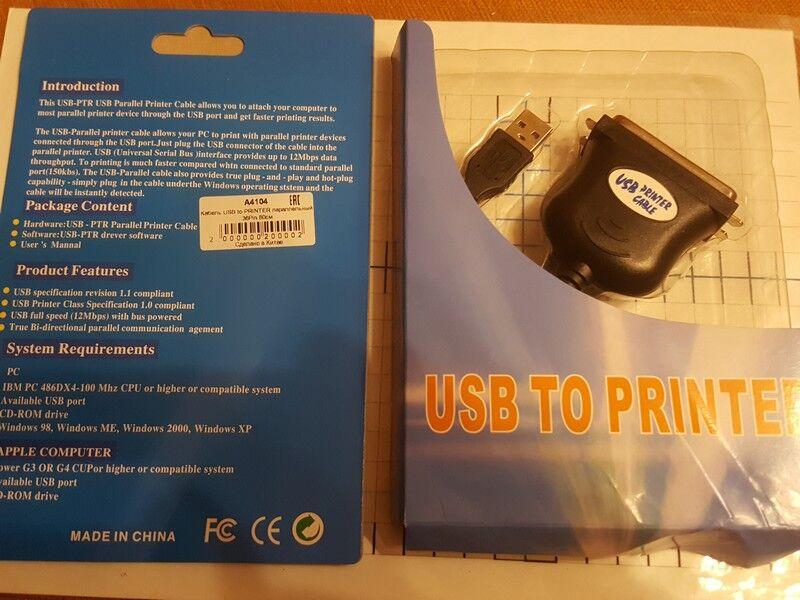 Introduction
This USB-PTR USB Parallel Printer Cable allows you to attach your computer to
most parallel printer device through the USB port and get faster printing results.
The USB-Parallel printer cable allows your PC to print with parallel printer devices
connected through the USB port.Just plug the USB connector of the cable into the
parallel printer. USB (Universal Serial Bus )interface provides up to 12Mbps data
throughput. To printing is much faster compared whtn connected to standard parallel
port(150kbs). The USB-Parallel cable also provides true plug - and - play and hot-plug
capability - simply plug in the cable underthe Windows operating ststem and the
cable will be instantly detected.
Package Content
Hardware:USB - PTR Parallel Printer Cable
Software:USB-PTR drever software
User 's Mannal
A4104
EAC
Кабель: USB to PRINTER параллельный
36Pin 80см
2 000000 200002
Сделано в Китае
Product Features
USB specification revision 1.1 compliant
USB Printer Class Specification 1.0 compliant
USB full speed (12Mbps) with bus powered
True Bi-directional parallel communication agement
System Requirements
PC
IBM PC 486DX4-100 Mhz CPU or higher or compatible system
Available USB port
CD-ROM drive
Windows 98, Windows ME, Windows 2000, Windows XP
APPLE COMPUTER
ower G3 OR G4 CUPor higher or compatible system
vailable USB port
D-ROM drive
MADE IN CHINA
FC CE
USB PRINTER
CABLE
USB TO PRINTE